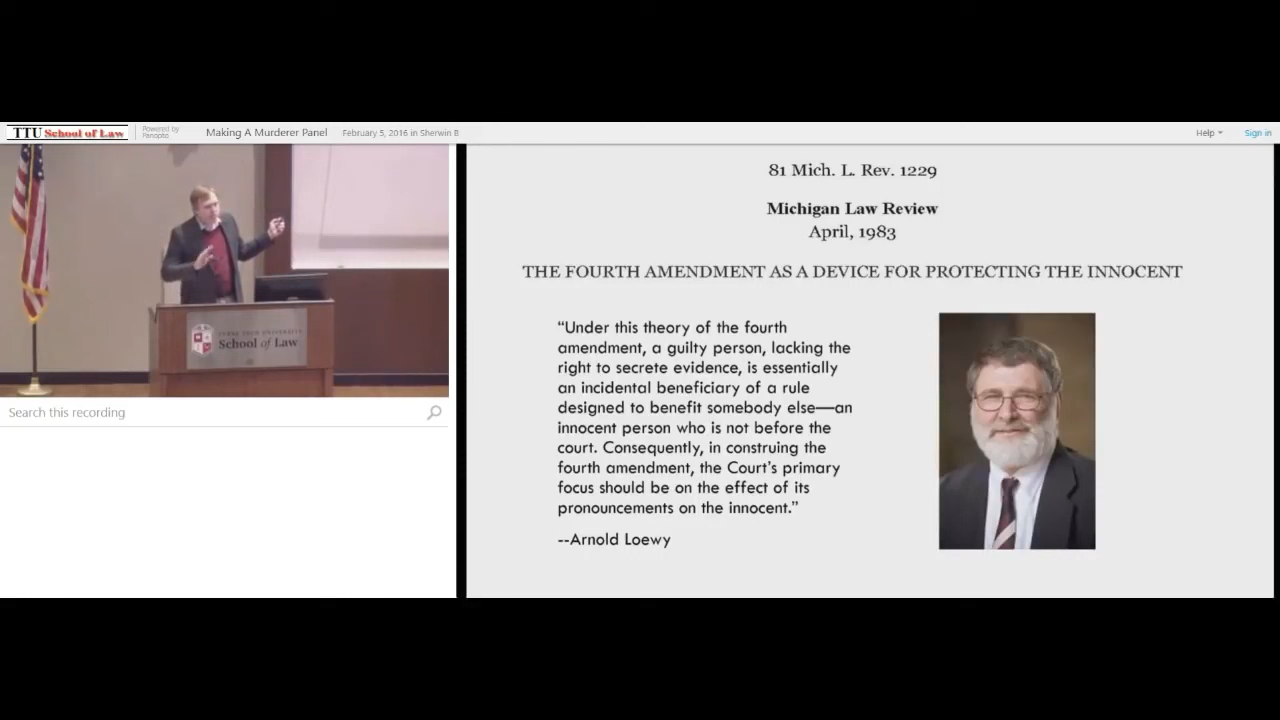 TTU School of Law
Powered by
Panopto
Making A Murderer Panel
February 5, 2016 in Sherwin B
Help
Sign in
School of Law
Search this recording
81 Mich. L. Rev. 1229
Michigan Law Review
April, 1983
THE FOURTH AMENDMENT AS A DEVICE FOR PROTECTING THE INNOCENT
“Under this theory of the fourth
amendment, a guilty person, lacking the
right to secrete evidence, is essentially
an incidental beneficiary of a rule
designed to benefit somebody else—an
innocent person who is not before the
court. Consequently, in construing the
fourth amendment, the Court’s primary
focus should be on the effect of its
pronouncements on the innocent.”
--Arnold Loewy